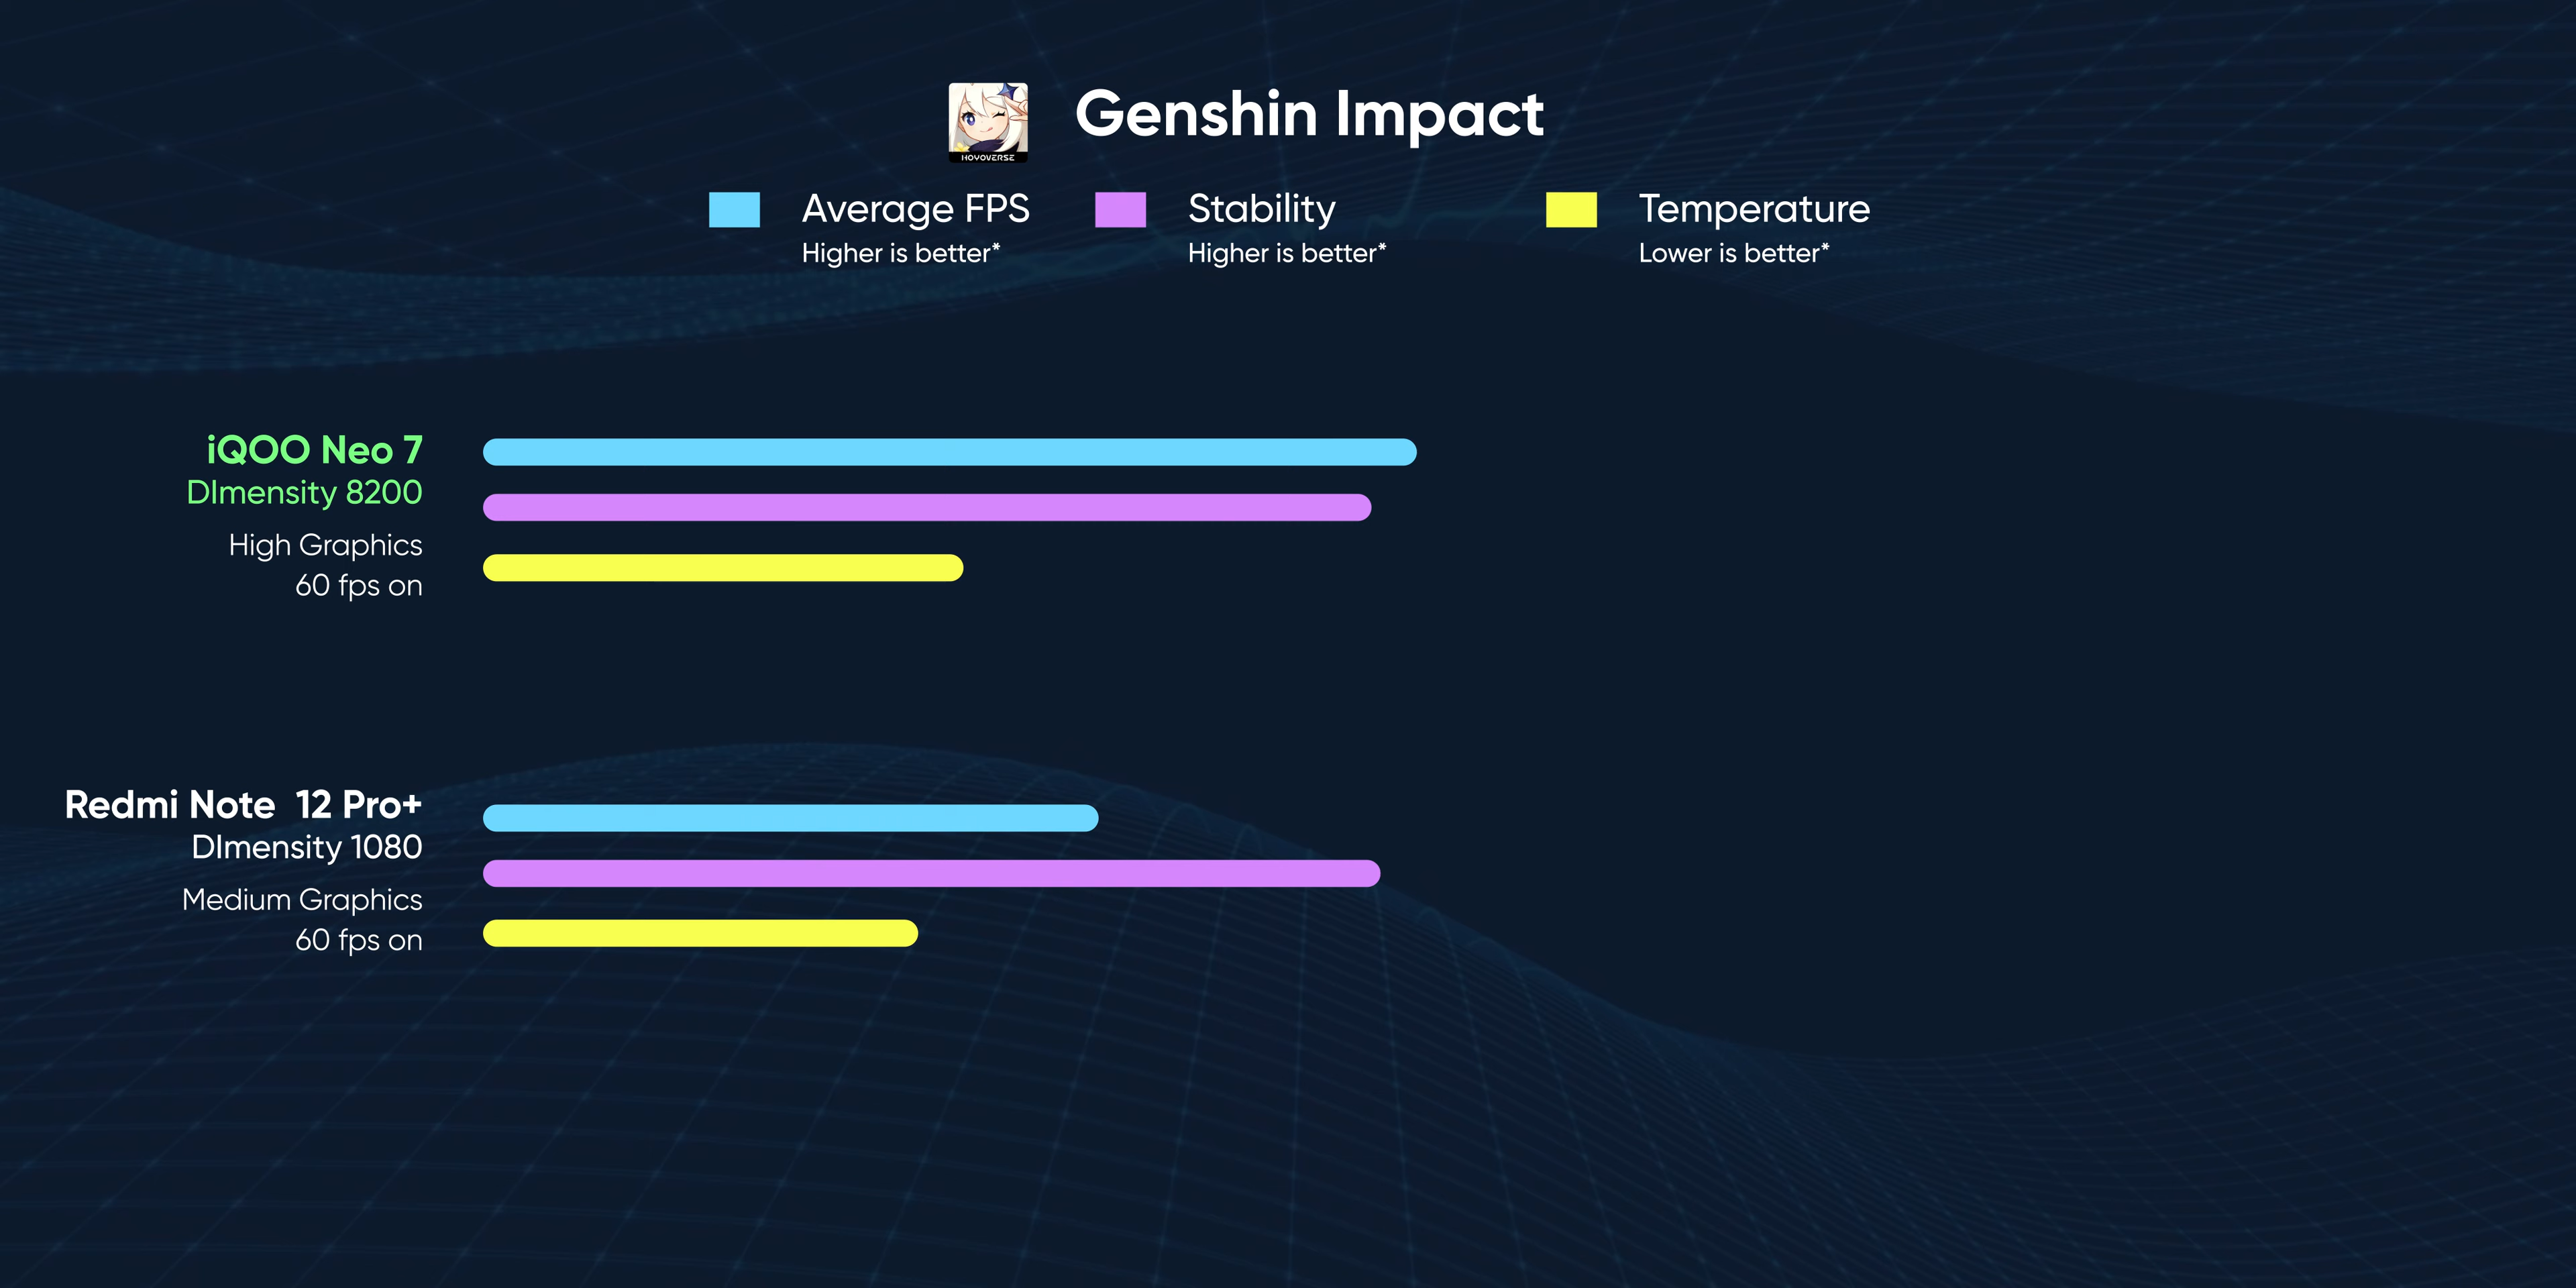 Genshin Impact
HOYOVERSE
Average FPS
Higher is better*
Stability
Higher is better*
Temperature
Lower is better*
iQOO Neo 7
DImensity 8200
High Graphics
60 fps on
Redmi Note 12 Pro+
DImensity 1080
Medium Graphics
60 fps on